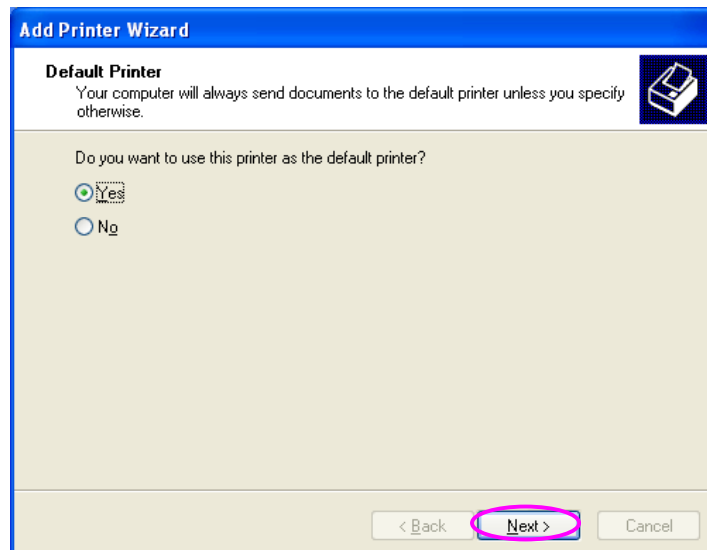 Add Printer Wizard
Default Printer
Your computer will always send documents to the default printer unless you specify
otherwise.
Do you want to use this printer as the default printer?
Yes
No
< Back
Next >
Cancel